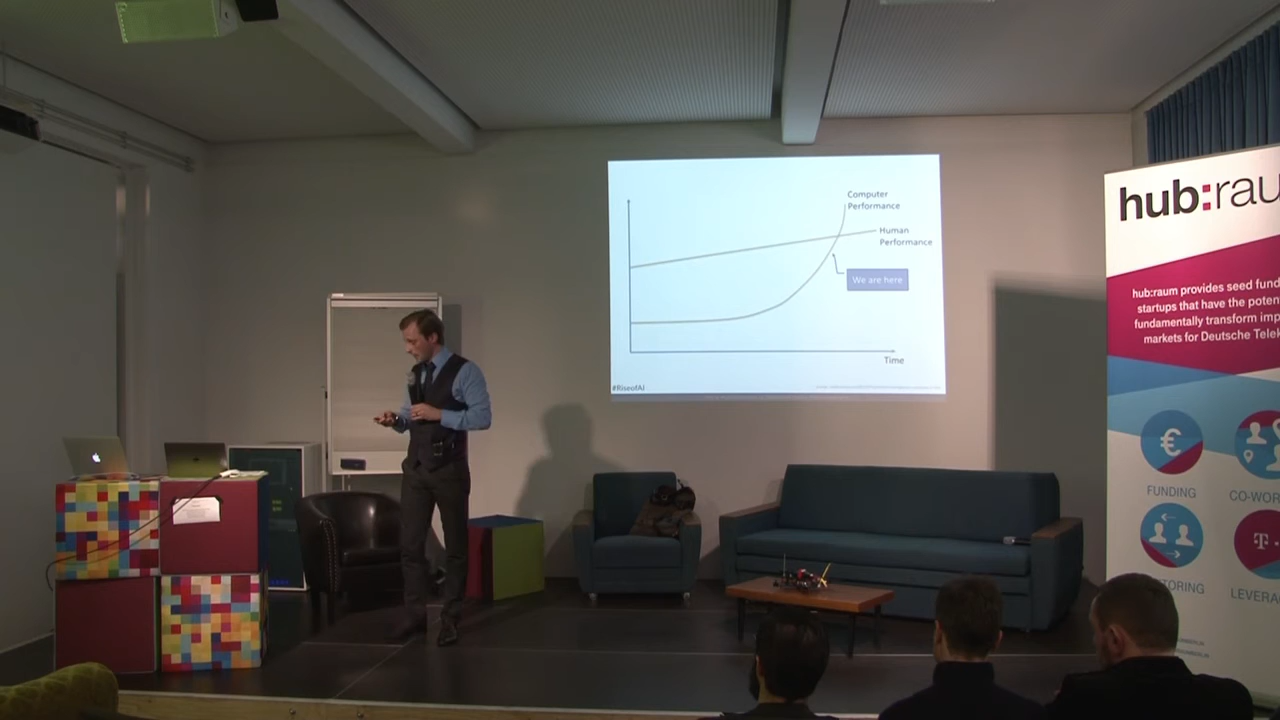 Computer
Performance
Human
Performance
We are here
Time
#RiseofAI
hub:rau
hub:raum provides seed fund
startups that have the poten
fundamentally transform imp
markets for Deutsche Telek
€
FUNDING
CO-WOR
T
TORING
LEVERA